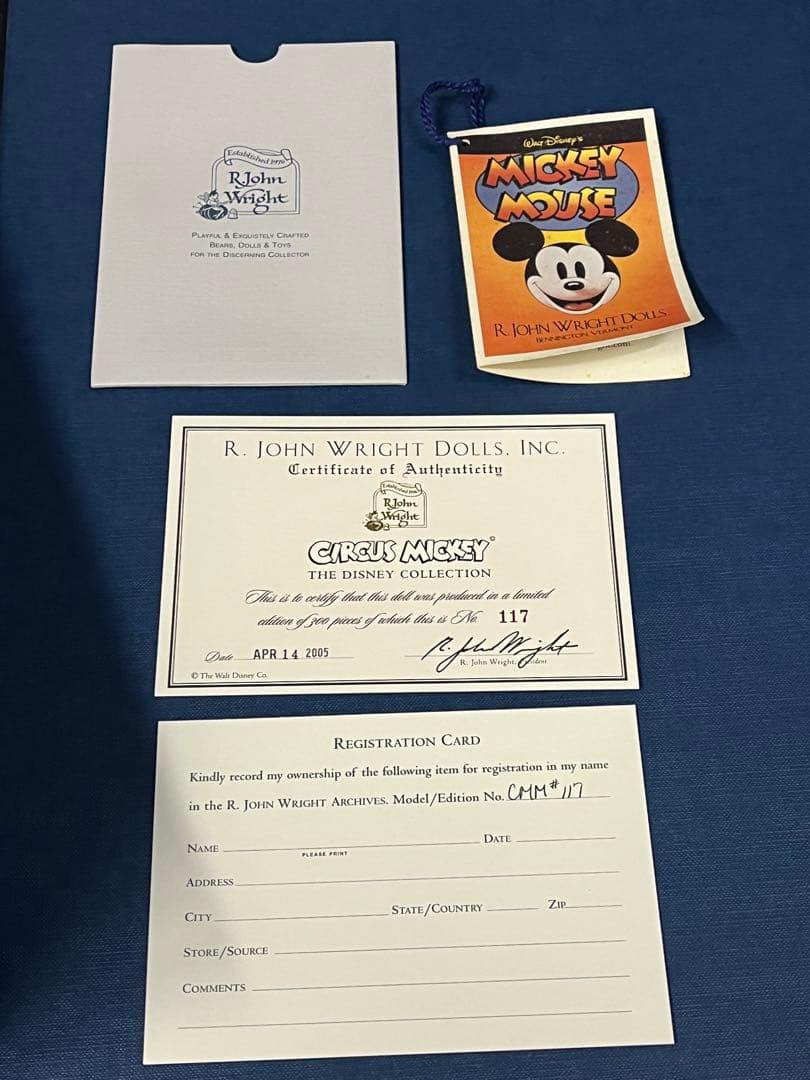 Established 1976
R John
Wright
Playful & Exquistely Crafted
Bears, Dolls & Toys
for the Discerning Collector
Walt Disney's
MICKEY
MOUSE
R. John Wright Dolls
Bennington, Vermont
.com
R. John Wright Dolls, Inc.
Certificate of Authenticity
Established 1976
R John
Wright
CIRCUS MICKEY©
THE DISNEY COLLECTION
This is to certify that this doll was produced in a limited
edition of 300 pieces of which this is No. 117
Date APR 14 2005 R. John Wright
R. John Wright, President
© The Walt Disney Co.
Registration Card
Kindly record my ownership of the following item for registration in my name
in the R. John Wright Archives. Model/Edition No. CMM #117
Name Date
PLEASE PRINT
Address
City State/Country Zip
Store/Source
Comments